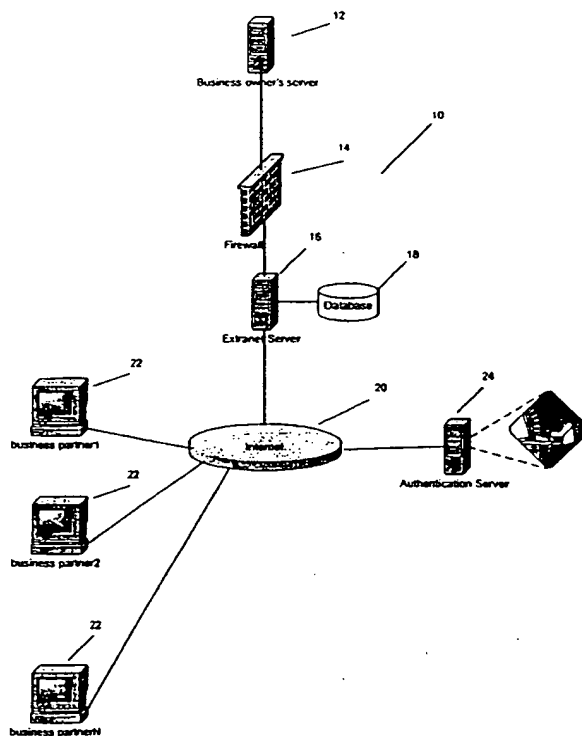 12
Business owner's server
10
14
Firewall
16
18
Database
Extranet Server
22
20
24
business partner1
Internet
Authentication Server
22
business partner2
22
business partnerN